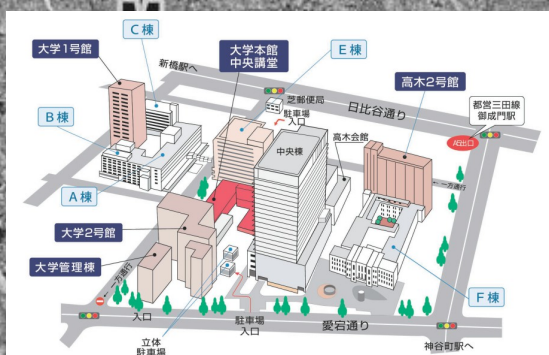 C棟
大学1号館
新橋駅へ
大学本館
中央講堂
E棟
芝郵便局
駐車場
入口
日比谷通り
高木2号館
都営三田線
御成門駅
A5出口
B棟
中央棟
高木会館
←一方通行
A棟
大学2号館
大学管理棟
←一方通行
F棟
入口
立体
駐車場
駐車場
入口
愛宕通り
神谷町駅へ